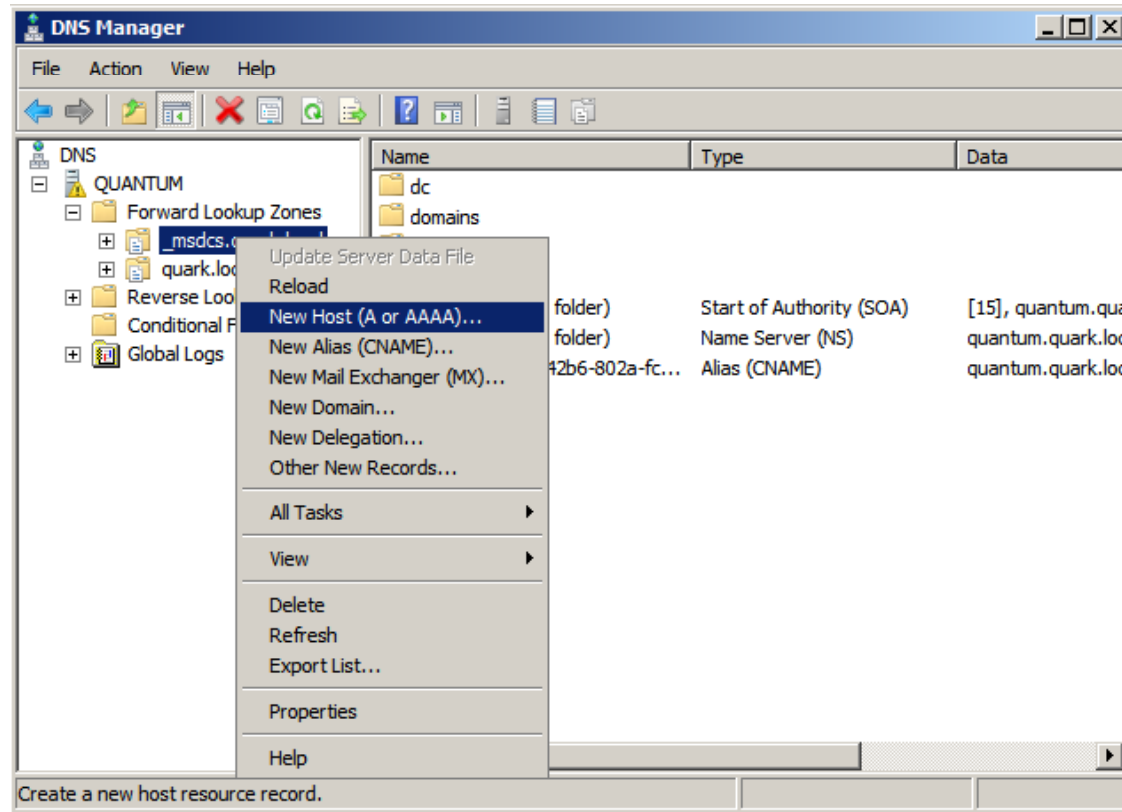 DNS Manager
File Action View Help
DNS
QUANTUM
Forward Lookup Zones
_msdcs.
quark.loc
Reverse Loo
Conditional F
Global Logs
Name Type Data
dc
domains
folder) Start of Authority (SOA) [15], quantum.qua
folder) Name Server (NS) quantum.quark.loc
42b6-802a-fc... Alias (CNAME) quantum.quark.loc
Update Server Data File
Reload
New Host (A or AAAA)...
New Alias (CNAME)...
New Mail Exchanger (MX)...
New Domain...
New Delegation...
Other New Records...
All Tasks
View
Delete
Refresh
Export List...
Properties
Help
Create a new host resource record.